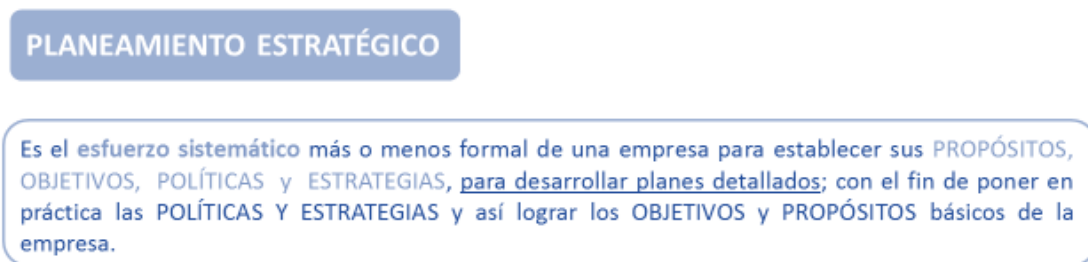 PLANEAMIENTO ESTRATÉGICO
Es el esfuerzo sistemático más o menos formal de una empresa para establecer sus PROPÓSITOS,
OBJETIVOS, POLÍTICAS y ESTRATEGIAS, para desarrollar planes detallados; con el fin de poner en
práctica las POLÍTICAS Y ESTRATEGIAS y así lograr los OBJETIVOS y PROPÓSITOS básicos de la
empresa.